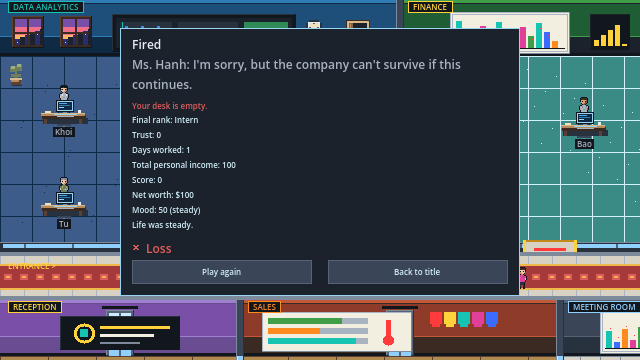 DATA ANALYTICS
FINANCE
Fired
Ms. Hanh: I'm sorry, but the company can't survive if this
continues.
Your desk is empty.
Final rank: Intern
Trust: 0
Days worked: 1
Total personal income: 100
Score: 0
Net worth: $100
Mood: 50 (steady)
Life was steady.
× Loss
Play again
Back to title
Khoi
Tu
Bao
ENTRANCE >
RECEPTION
SALES
MEETING ROOM